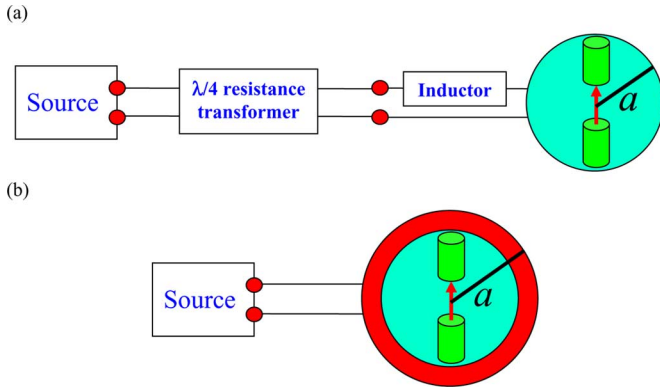 (a)
Source
λ/4 resistance
transformer
Inductor
a
(b)
Source
a